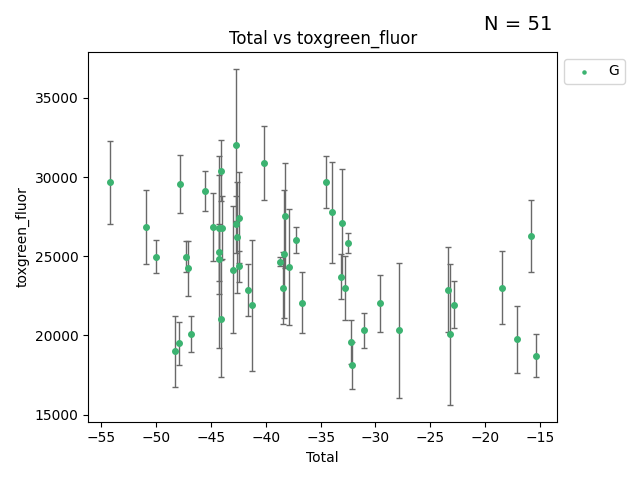 N = 51
Total vs toxgreen_fluor
G
toxgreen_fluor
35000
30000
25000
20000
15000
−55 −50 −45 −40 −35 −30 −25 −20 −15
Total